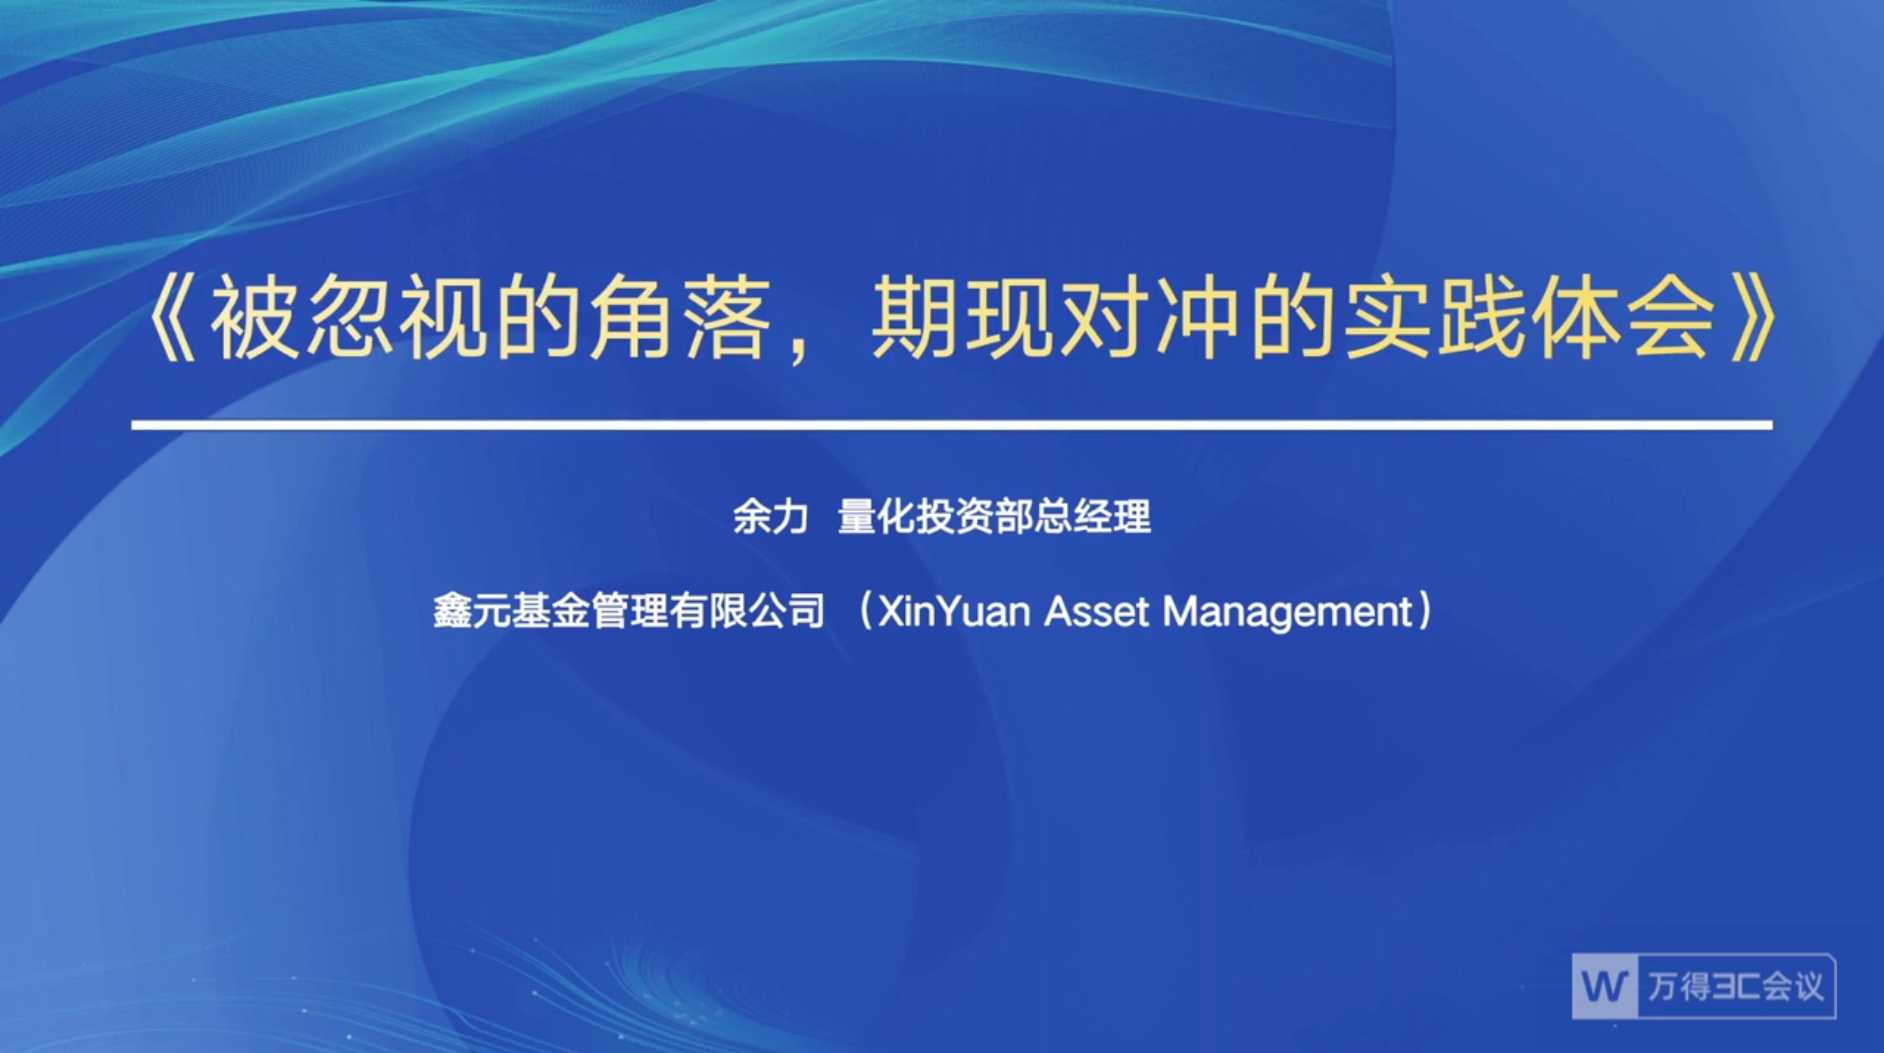 《被忽视的角落，期现对冲的实践体会》
余力 量化投资部总经理
鑫元基金管理有限公司（XinYuan Asset Management）
W 万得3C会议